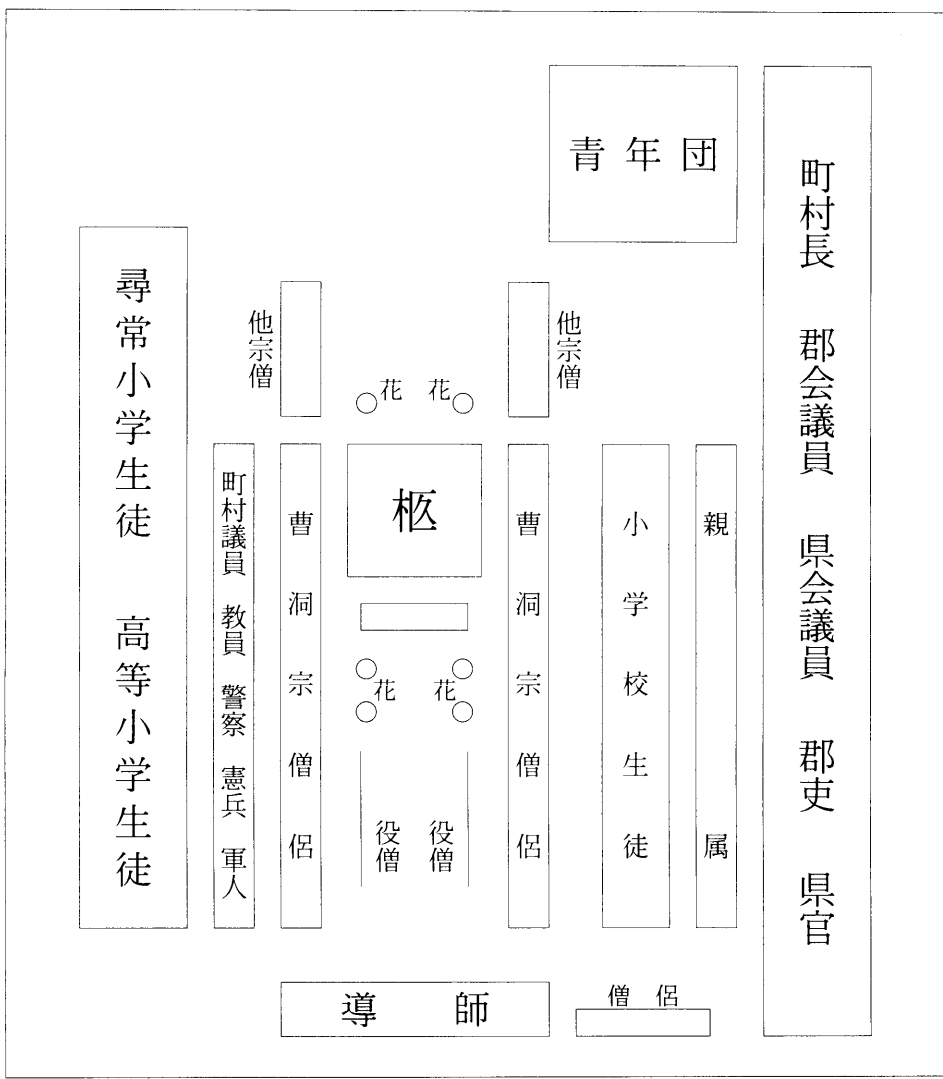 青年団
町村長　郡会議員　県会議員　郡吏　県官
他宗僧
花
花
他宗僧
親属
小学校生徒
曹洞宗僧侶
柩
花
花
役僧
役僧
曹洞宗僧侶
町村議員　教員　警察　憲兵　軍人
尋常小学生徒　高等小学生徒
導師
僧侶